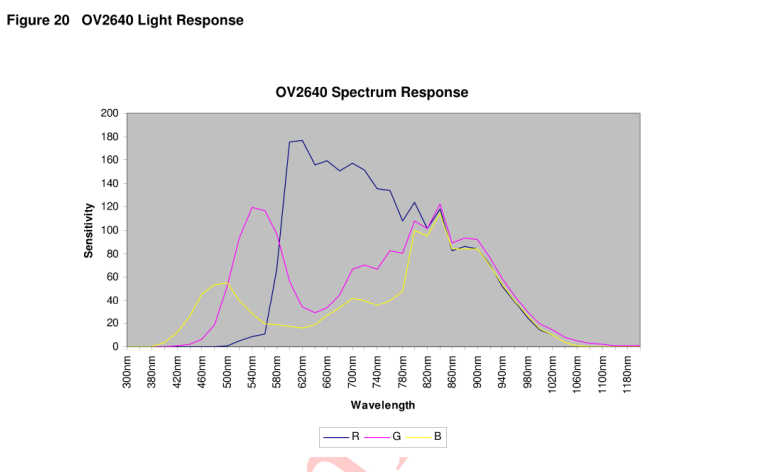 Figure 20 OV2640 Light Response
OV2640 Spectrum Response
200
180
160
140
120
100
80
60
40
20
0
Sensitivity
300nm
380nm
420nm
460nm
500nm
540nm
580nm
620nm
660nm
700nm
740nm
780nm
820nm
860nm
900nm
940nm
980nm
1020nm
1060nm
1100nm
1180nm
Wavelength
R G B